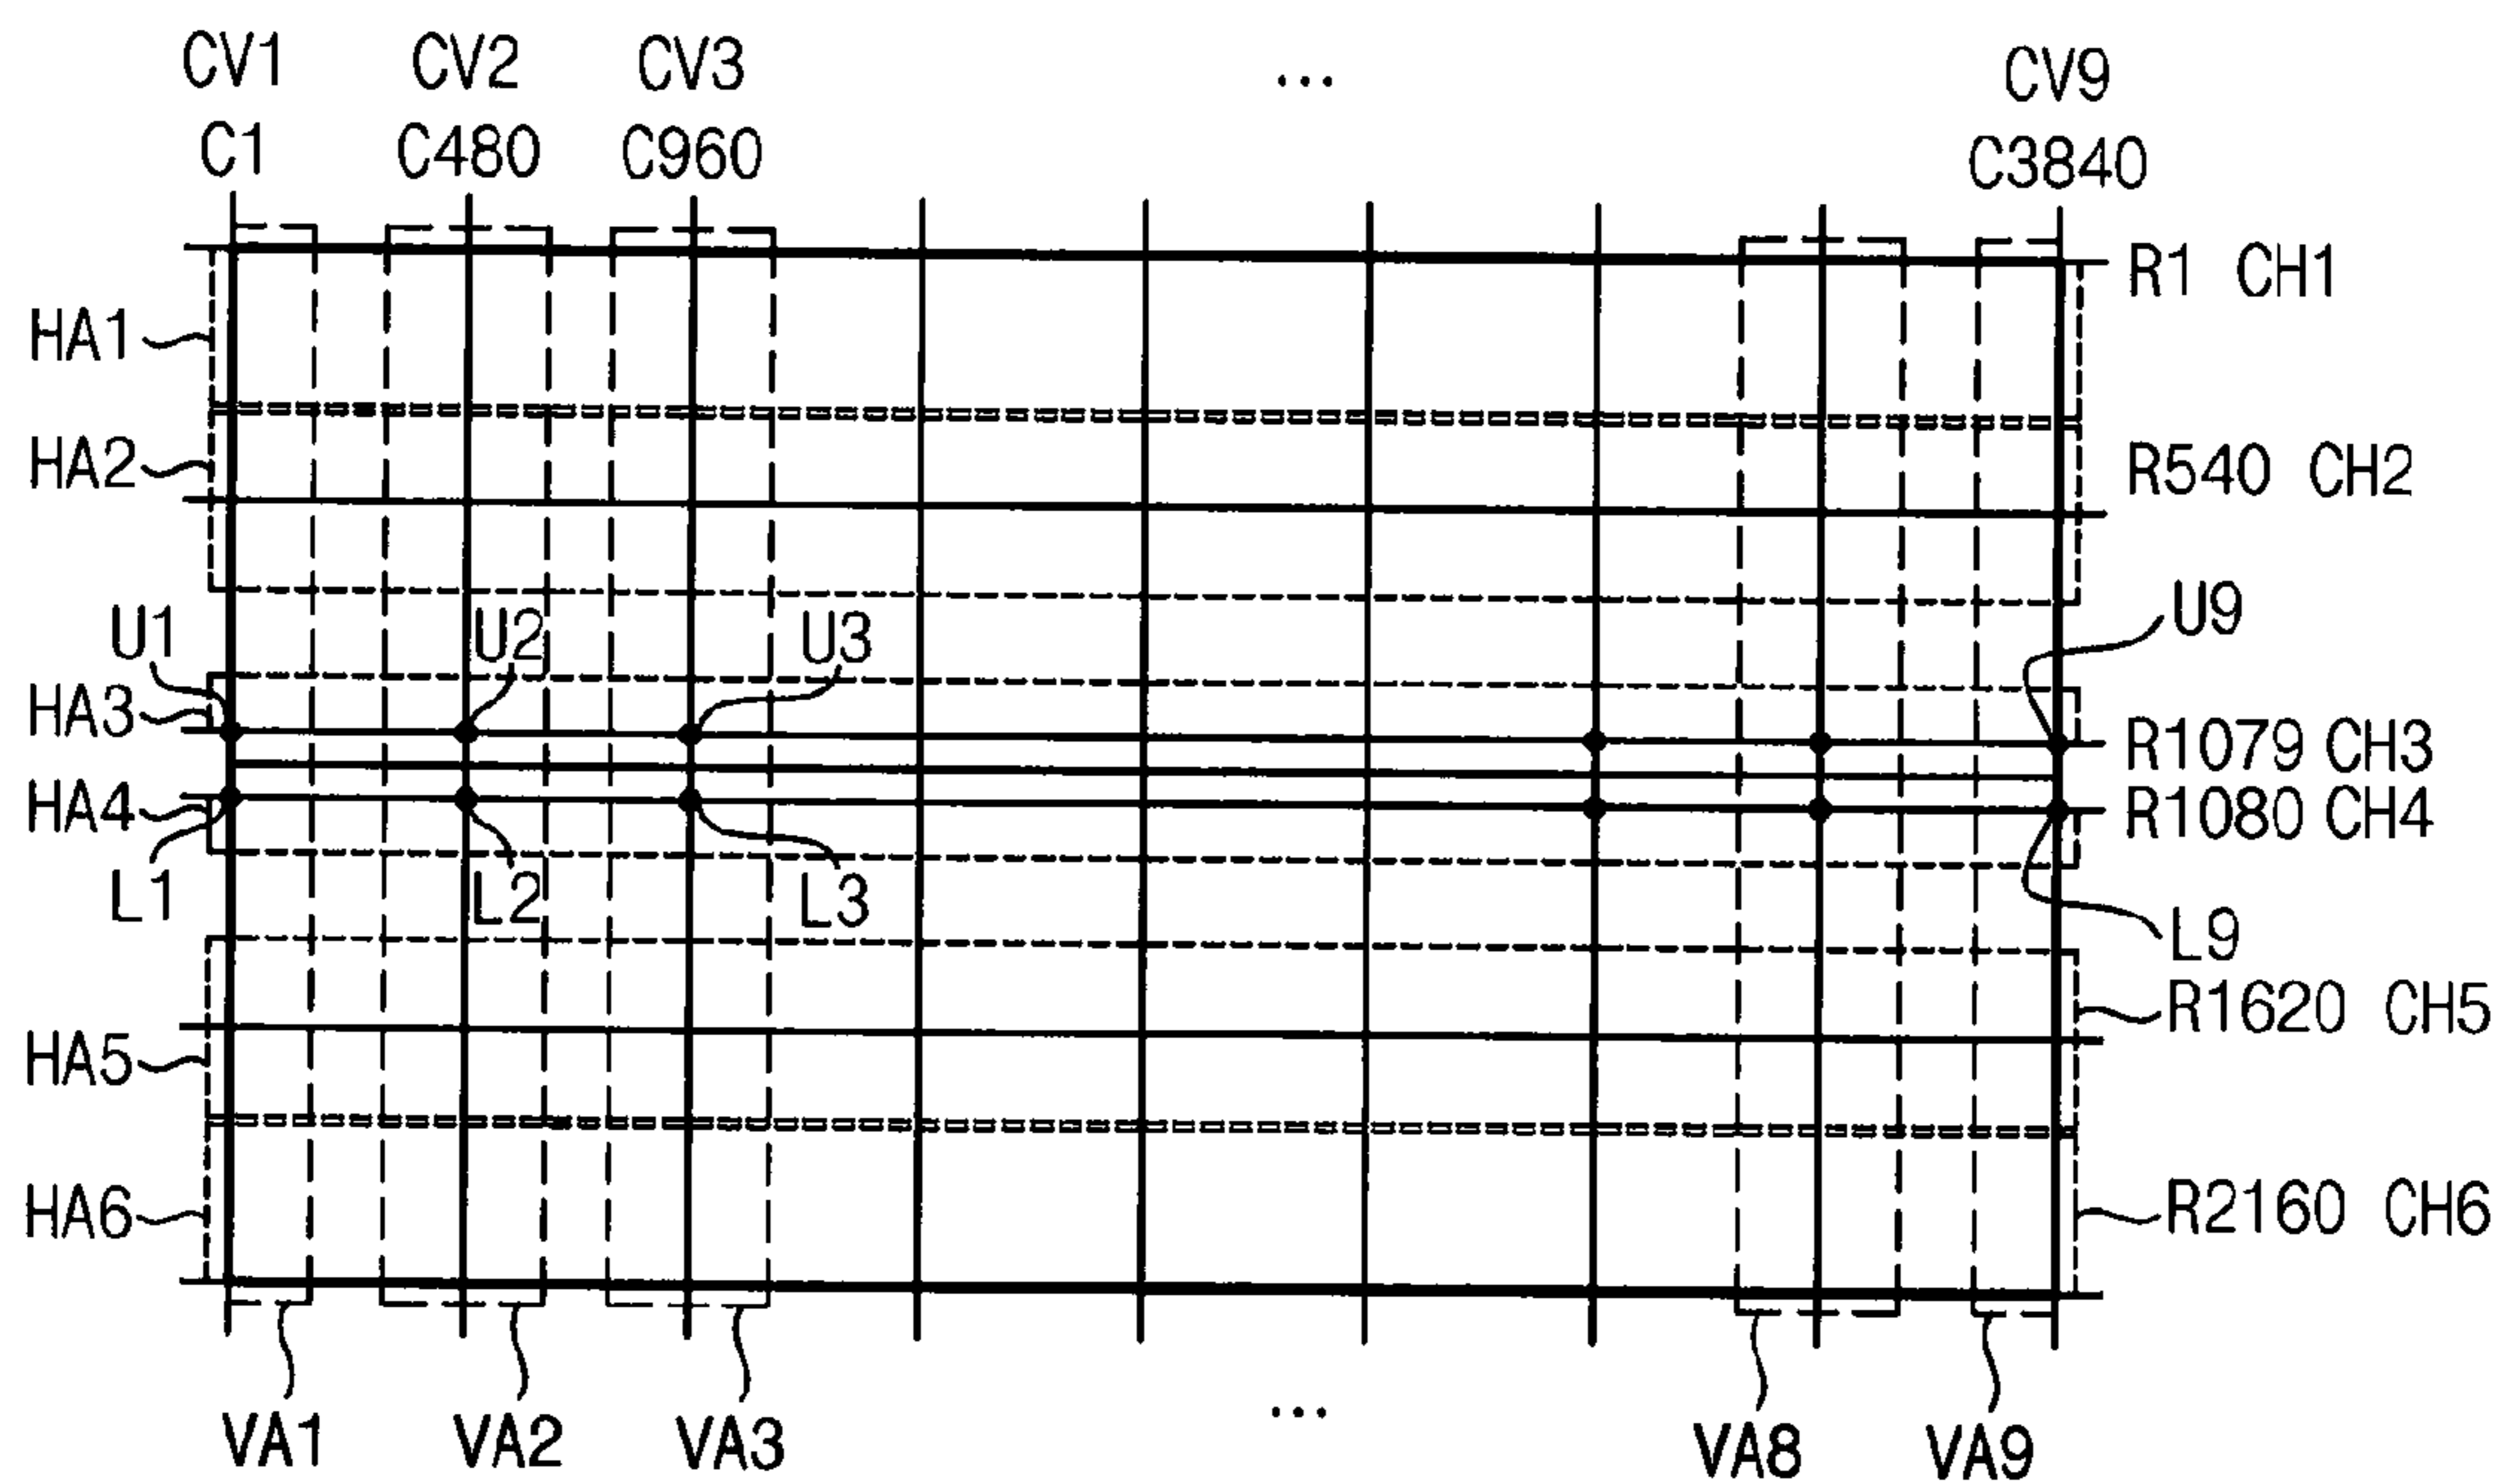 CV1 CV2 CV3 ... CV9
C1 C480 C960 C3840
R1 CH1
HA1
HA2 R540 CH2
U1 U2 U3 U9
HA3 R1079 CH3
HA4 R1080 CH4
L1 L2 L3 L9
R1620 CH5
HA5
HA6 R2160 CH6
...
VA1 VA2 VA3 VA8 VA9